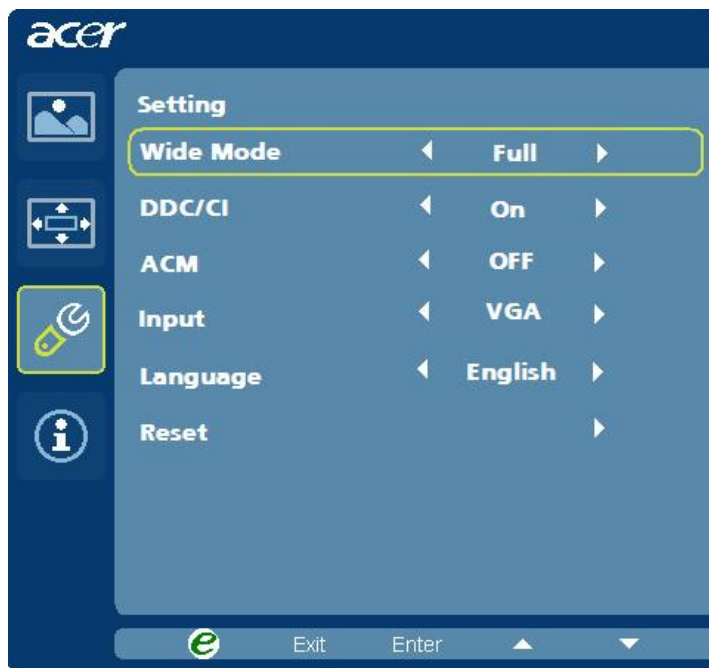 acer
Setting
Wide Mode Full
DDC/CI On
ACM OFF
Input VGA
Language English
Reset
e Exit Enter